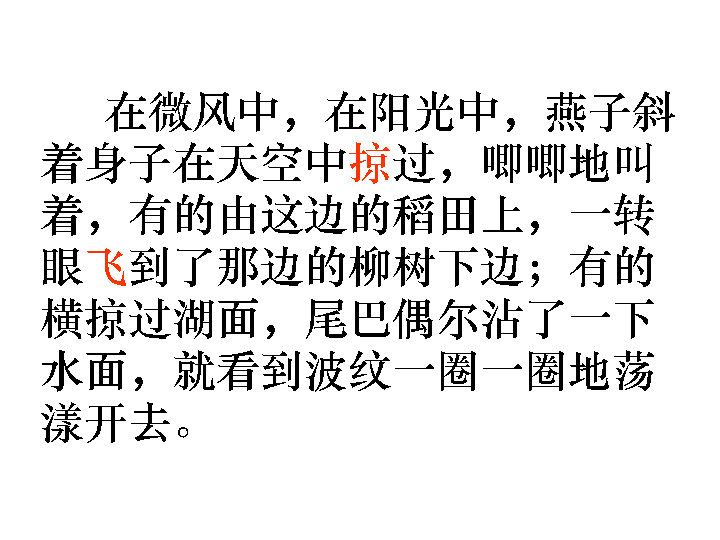 在微风中，在阳光中，燕子斜
着身子在天空中掠过，唧唧地叫
着，有的由这边的稻田上，一转
眼飞到了那边的柳树下边；有的
横掠过湖面，尾巴偶尔沾了一下
水面，就看到波纹一圈一圈地荡
漾开去。